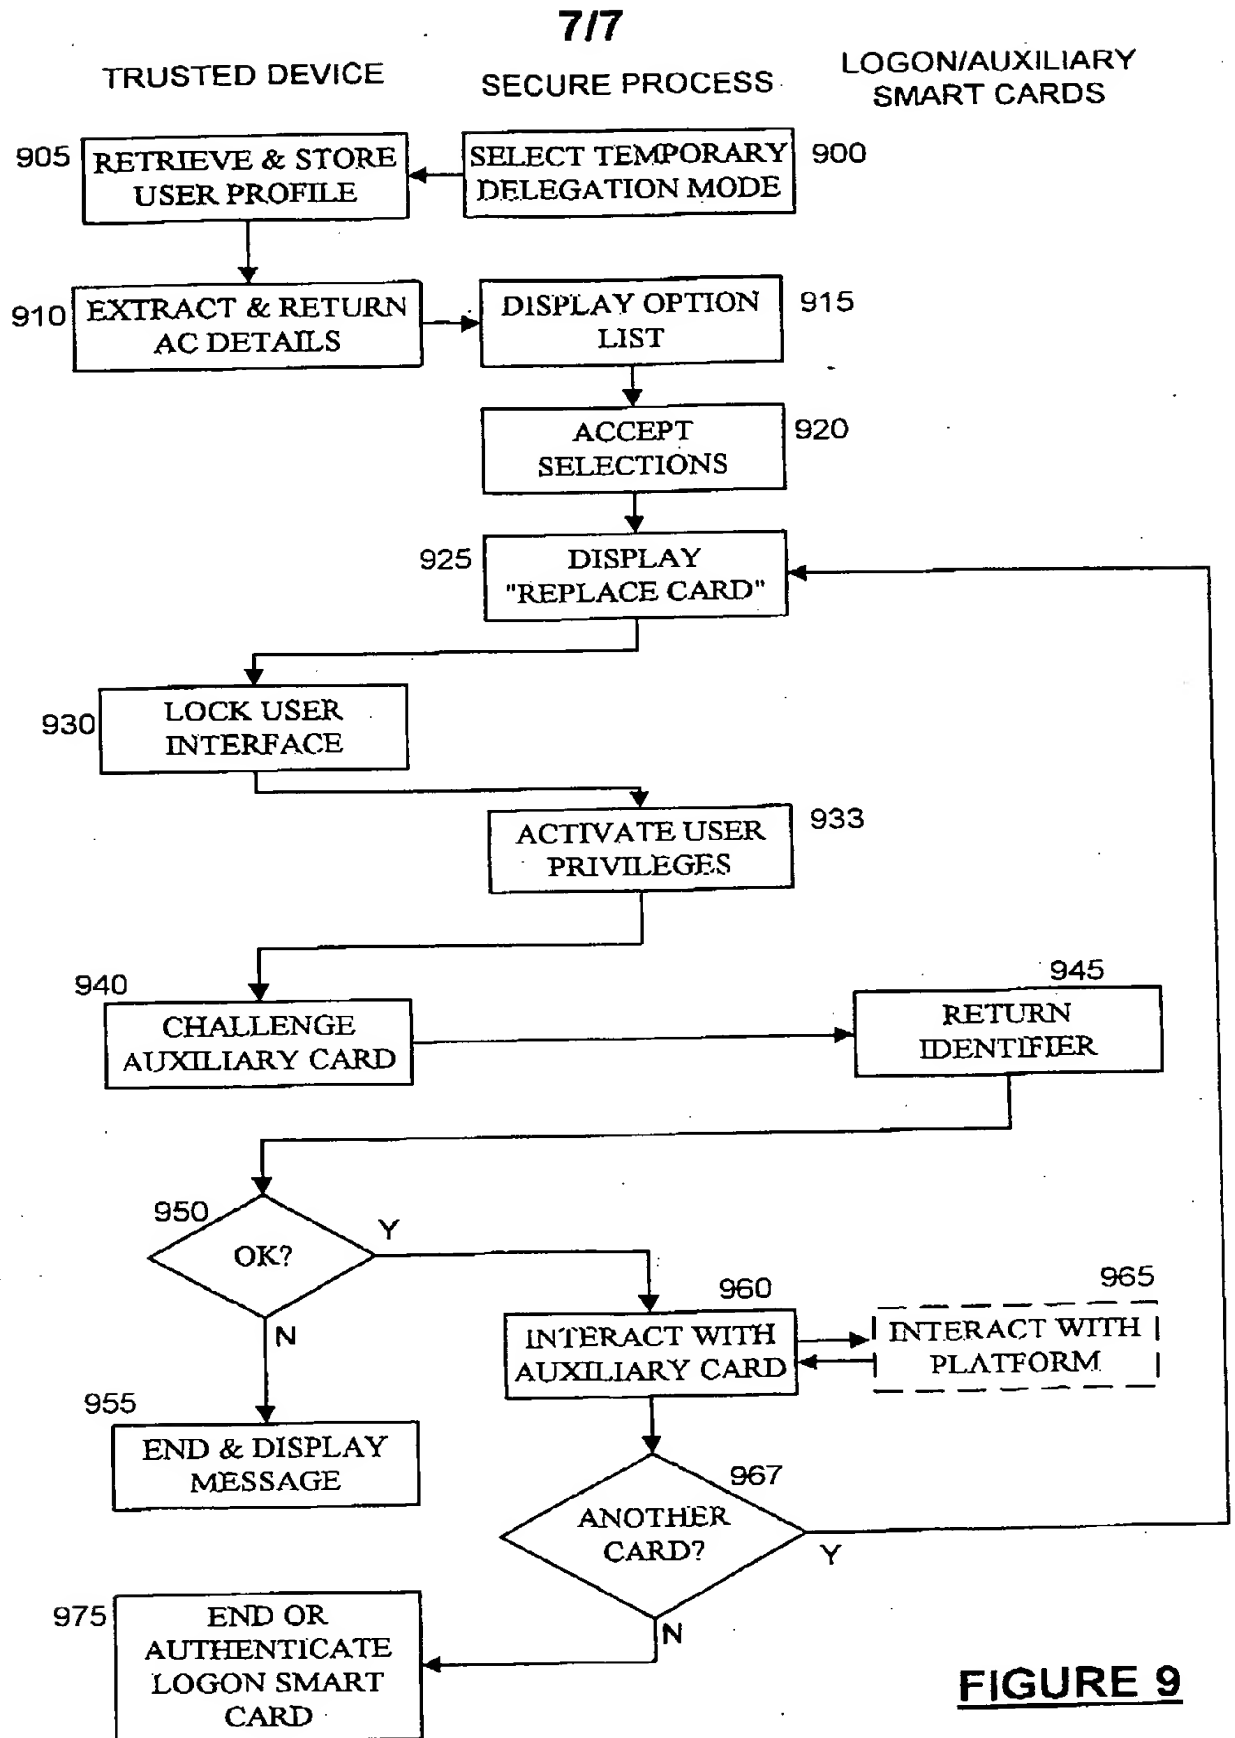 7/7
TRUSTED DEVICE
SECURE PROCESS
LOGON/AUXILIARY
SMART CARDS
905
RETRIEVE & STORE
USER PROFILE
SELECT TEMPORARY
DELEGATION MODE
900
910
EXTRACT & RETURN
AC DETAILS
DISPLAY OPTION
LIST
915
ACCEPT
SELECTIONS
920
925
DISPLAY
"REPLACE CARD"
930
LOCK USER
INTERFACE
ACTIVATE USER
PRIVILEGES
933
940
CHALLENGE
AUXILIARY CARD
945
RETURN
IDENTIFIER
950
OK?
Y
N
960
INTERACT WITH
AUXILIARY CARD
965
INTERACT WITH
PLATFORM
955
END & DISPLAY
MESSAGE
967
ANOTHER
CARD?
Y
N
975
END OR
AUTHENTICATE
LOGON SMART
CARD
FIGURE 9